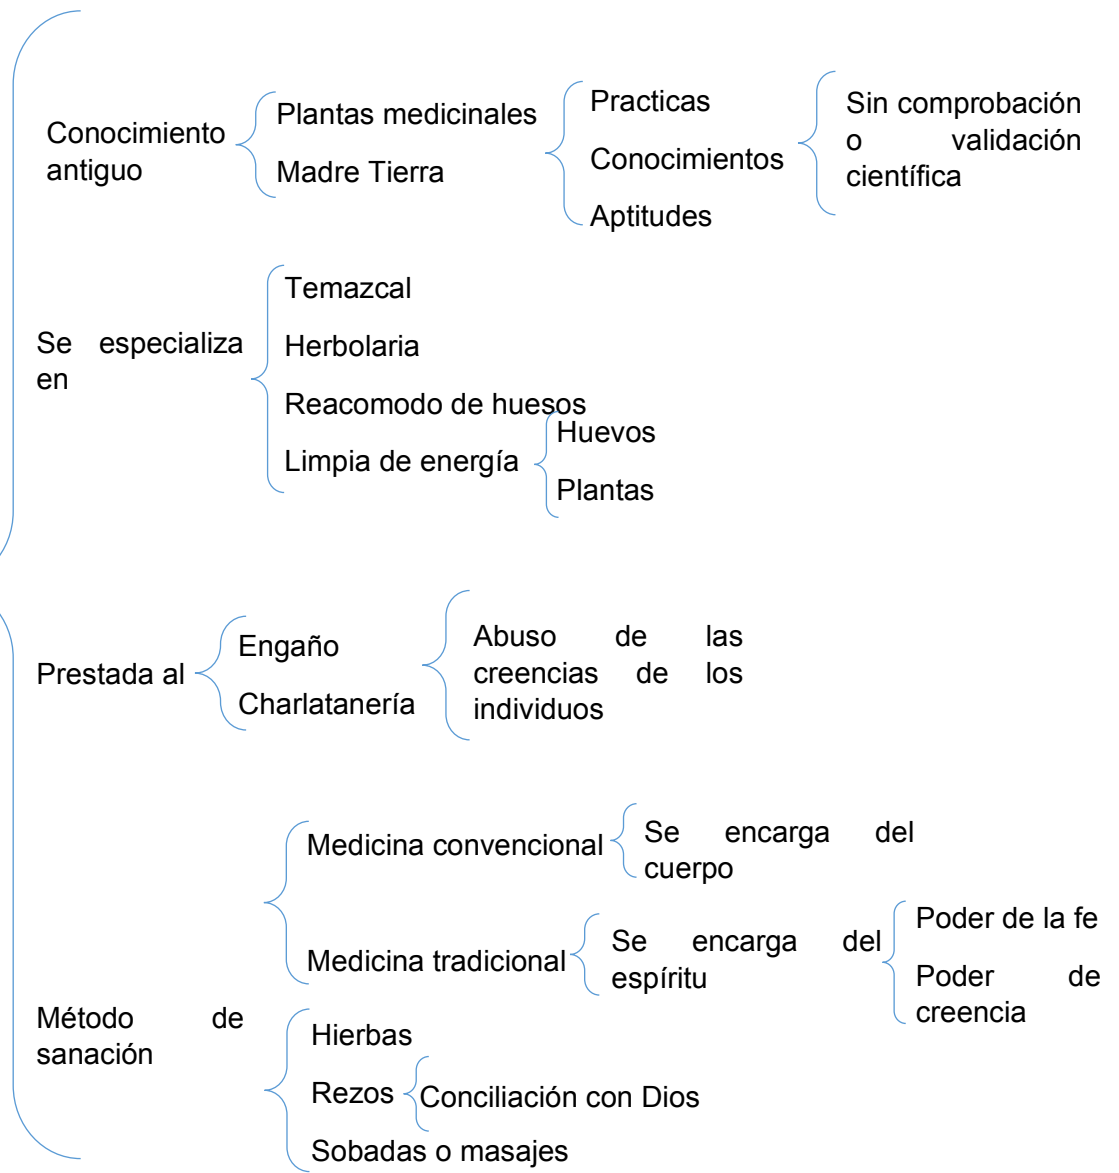 Conocimiento
antiguo
Plantas medicinales
Madre Tierra
Practicas
Conocimientos
Aptitudes
Sin comprobación
o validación
científica
Se especializa
en
Temazcal
Herbolaria
Reacomodo de huesos
Limpia de energía
Huevos
Plantas
Prestada al
Engaño
Charlatanería
Abuso de las
creencias de los
individuos
Método de
sanación
Medicina convencional
Se encarga del
cuerpo
Medicina tradicional
Se encarga del
espíritu
Poder de la fe
Poder de
creencia
Hierbas
Rezos
Conciliación con Dios
Sobadas o masajes